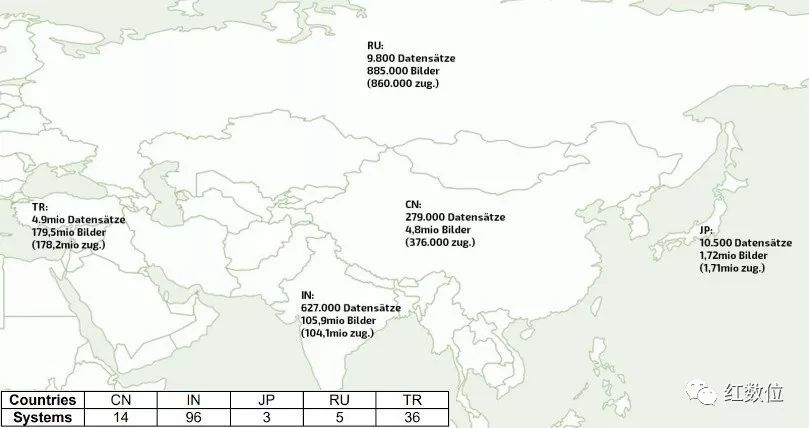 RU:
9.800 Datensätze
885.000 Bilder
(860.000 zug.)
TR:
4.9mio Datensätze
179,5mio Bilder
(178,2mio zug.)
CN:
279.000 Datensätze
4,8mio Bilder
(376.000 zug.)
JP:
10.500 Datensätze
1,72mio Bilder
(1,71mio zug.)
IN:
627.000 Datensätze
105,9mio Bilder
(104,1mio zug.)
Countries CN IN JP RU TR
Systems 14 96 3 5 36
红数位